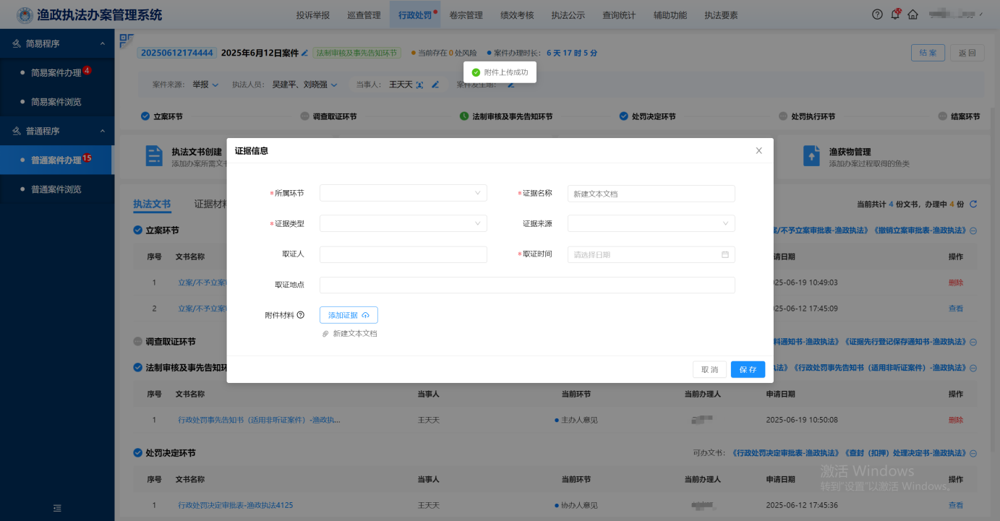 渔政执法办案管理系统
投诉举报 巡查管理 行政处罚 卷宗管理 绩效考核 执法公示 查询统计 辅助功能 执法要素
简易程序
简易案件办理 4
简易案件浏览
普通程序
普通案件办理 15
普通案件浏览
20250612174444 2025年6月12日案件 法制审核及事先告知环节 当前存在0处风险 案件办理时长: 6 天 17 时 5 分 结 案 返 回
附件上传成功
案件来源: 举报 执法人员: 吴建平、刘晓强 当事人: 王天天 案件发生地:
立案环节 调查取证环节 法制审核及事先告知环节 处罚决定环节 处罚执行环节 结案环节
执法文书创建
添加办案所需文书
渔获物管理
添加办案过程取得的鱼类
执法文书 证据材料 当前共计 4 份文书，办理中 4 份
立案环节 立案/不予立案审批表-渔政执法》《撤销立案审批表-渔政执法》
序号 文书名称 申请日期 操作
1 立案/不予立案 2025-06-19 10:49:03 删除
2 立案/不予立案 2025-06-12 17:45:09 查看
调查取证环节 料通知书-渔政执法》《证据先行登记保存通知书-渔政执法》
法制审核及事先告知环 执法》《行政处罚事先告知书（适用非听证案件）-渔政执法》
证据信息
*所属环节
*证据名称 新建文本文档
*证据类型
证据来源
取证人
*取证时间 请选择日期
取证地点
附件材料 添加证据
新建文本文档
取 消 保 存
序号 文书名称 当事人 当前环节 当前办理人 申请日期 操作
1 行政处罚事先告知书（适用非听证案件）-渔政执... 王天天 主办人意见 2025-06-19 10:50:08 删除
处罚决定环节 可办文书: 《行政处罚决定审批表-渔政执法》《查封（扣押）处理决定书-渔政执法》
序号 文书名称 当事人 当前环节 当前办理人 申请日期 操作
1 行政处罚决定审批表-渔政执法4125 王天天 协办人意见 2025-06-12 17:45:36 查看
激活 Windows
转到"设置"以激活 Windows。